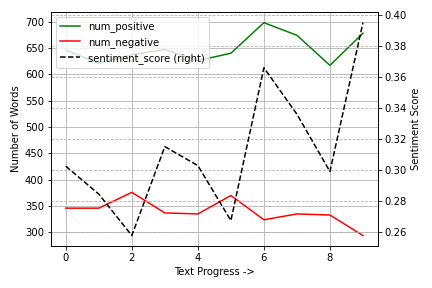 num_positive
num_negative
sentiment_score (right)
Number of Words
700
650
600
550
500
450
400
350
300
0.40
0.38
0.36
0.34
0.32
0.30
0.28
0.26
Sentiment Score
0 2 4 6 8
Text Progress ->